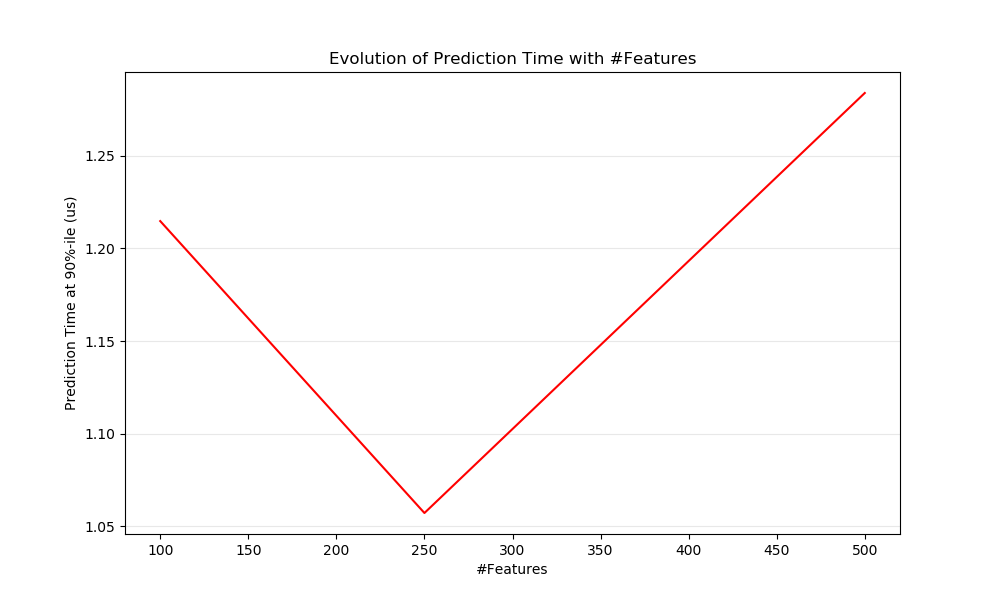 Evolution of Prediction Time with #Features
Prediction Time at 90%-ile (us)
1.25
1.20
1.15
1.10
1.05
100 150 200 250 300 350 400 450 500
#Features